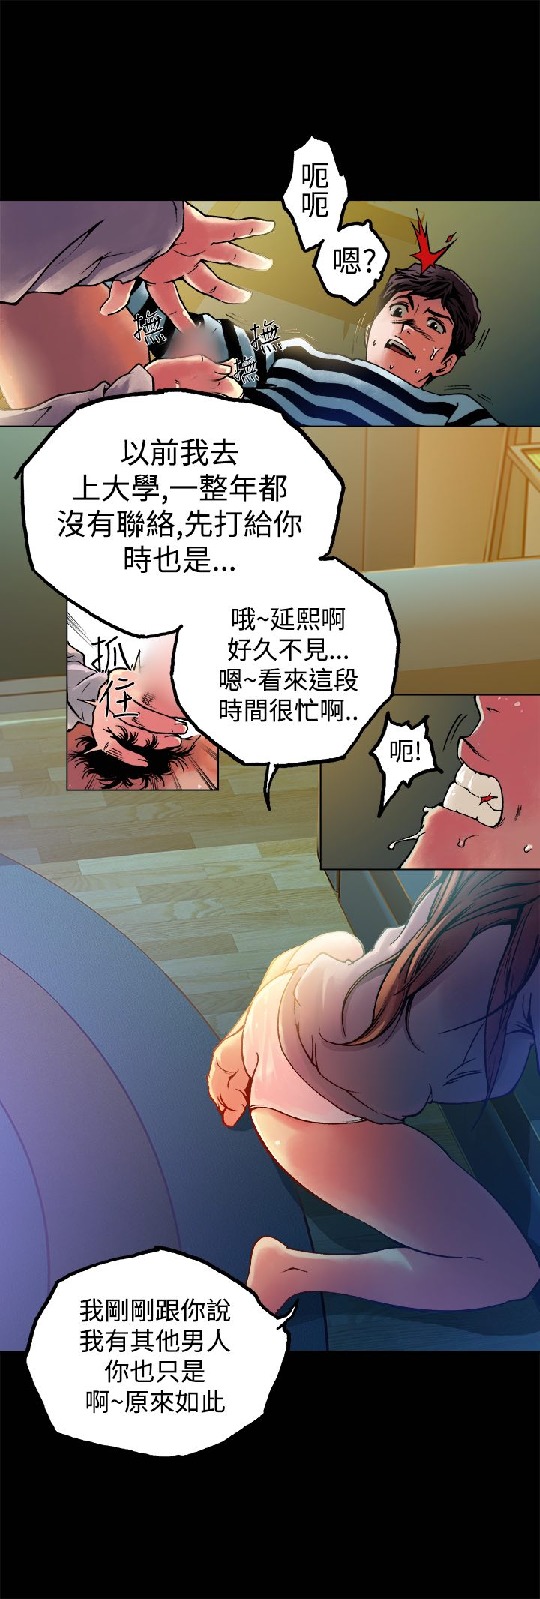 呃
呃
嗯?
撫
撫
撫
以前我去
上大學,一整年都
沒有聯絡,先打給你
時也是...
哦~延熙啊
好久不見...
嗯~看來這段
時間很忙啊..
抓
住
呃!
我剛剛跟你說
我有其他男人
你也只是
啊~原來如此